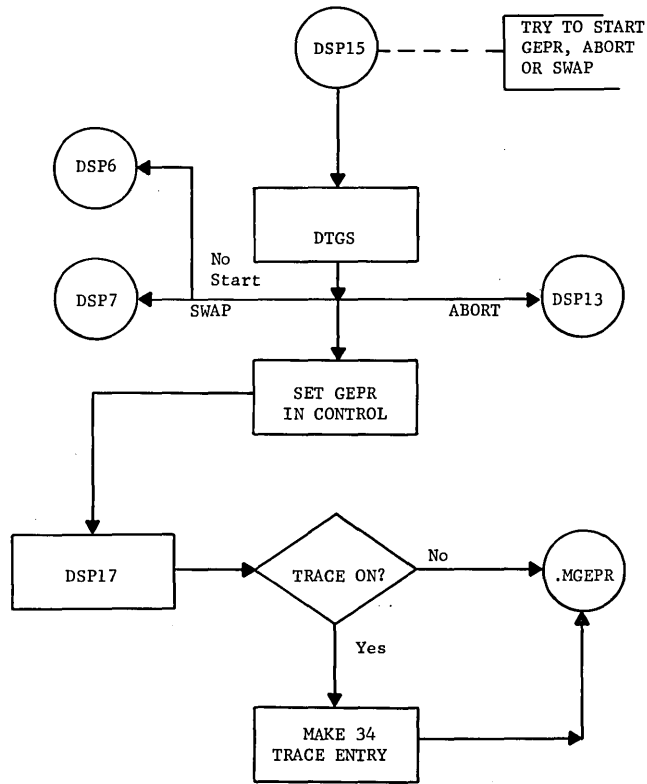 DSP15
TRY TO START
GEPR, ABORT
OR SWAP
DSP6
DTGS
No
Start
DSP7
SWAP
ABORT
DSP13
SET GEPR
IN CONTROL
DSP17
TRACE ON?
No
.MGEPR
Yes
MAKE 34
TRACE ENTRY